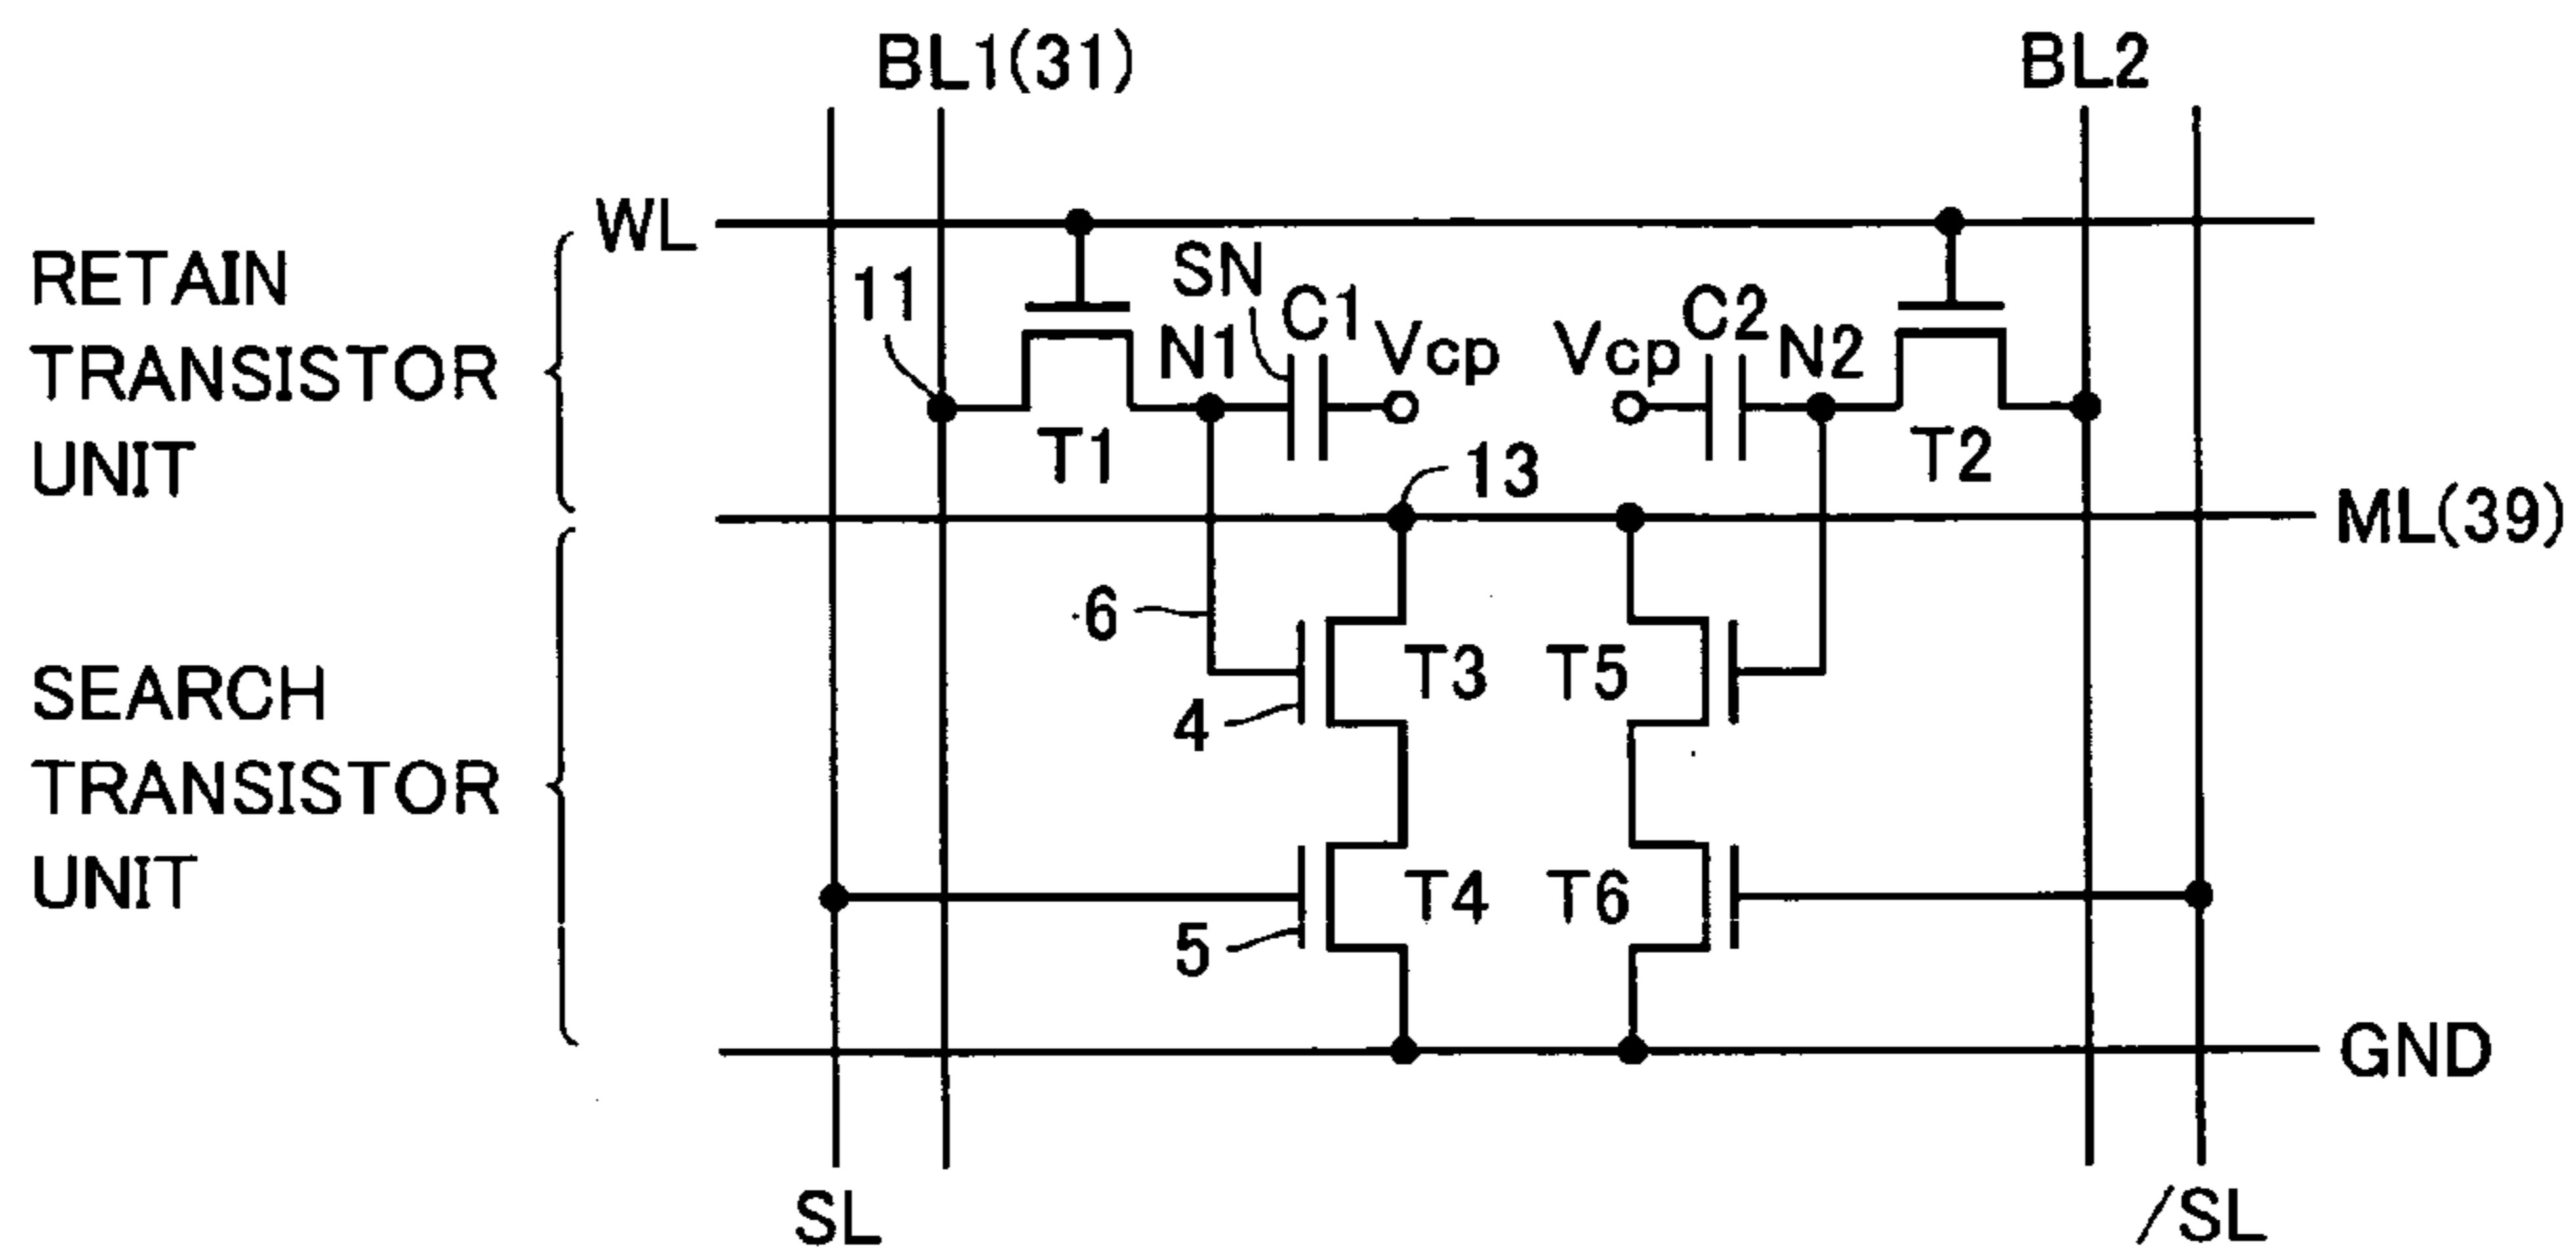 BL1(31)
BL2
WL
RETAIN
TRANSISTOR
UNIT
11
SN
N1
C1
Vcp
Vcp
C2
N2
T1
T2
13
ML(39)
6
T3
T5
4
SEARCH
TRANSISTOR
UNIT
T4
T6
5
GND
SL
/SL